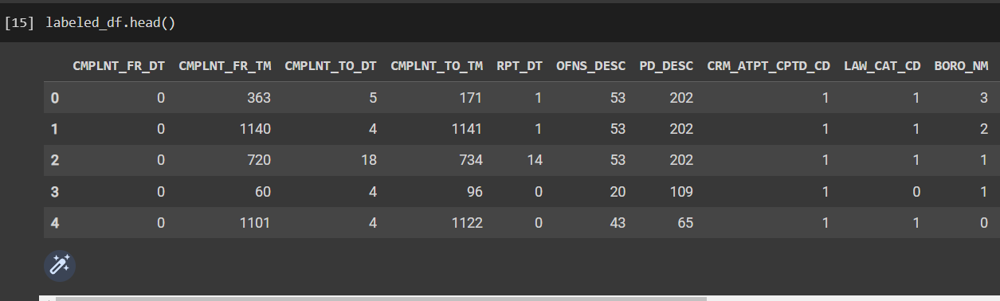 [15] labeled_df.head()
CMPLNT_FR_DT CMPLNT_FR_TM CMPLNT_TO_DT CMPLNT_TO_TM RPT_DT OFNS_DESC PD_DESC CRM_ATPT_CPTD_CD LAW_CAT_CD BORO_NM
0 0 363 5 171 1 53 202 1 1 3
1 0 1140 4 1141 1 53 202 1 1 2
2 0 720 18 734 14 53 202 1 1 1
3 0 60 4 96 0 20 109 1 0 1
4 0 1101 4 1122 0 43 65 1 1 0